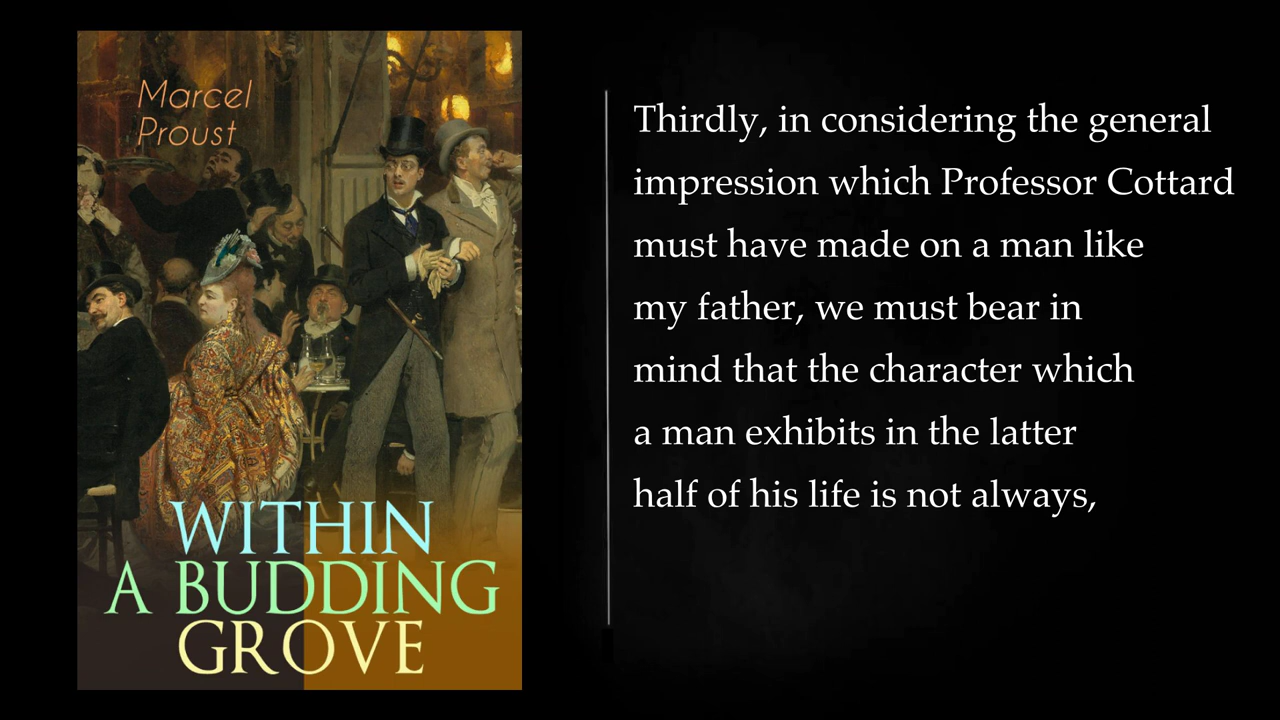 Marcel
Proust
WITHIN
A BUDDING
GROVE
Thirdly, in considering the general
impression which Professor Cottard
must have made on a man like
my father, we must bear in
mind that the character which
a man exhibits in the latter
half of his life is not always,